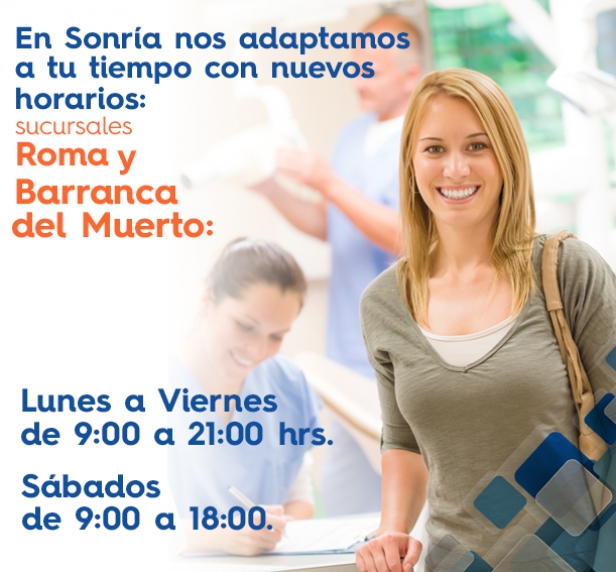 En Sonría nos adaptamos
a tu tiempo con nuevos
horarios:
sucursales
Roma y
Barranca
del Muerto:
Lunes a Viernes
de 9:00 a 21:00 hrs.
Sábados
de 9:00 a 18:00.